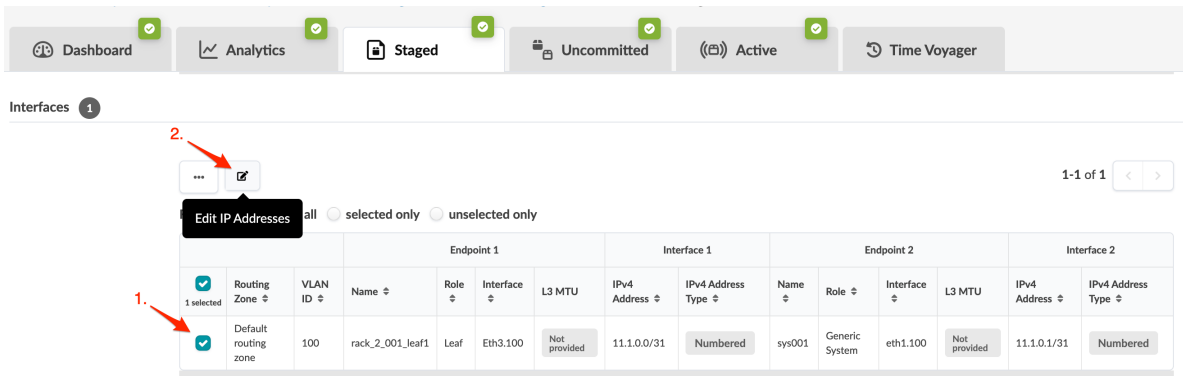 Dashboard
Analytics
Staged
Uncommitted
Active
Time Voyager
Interfaces 1
2.
1-1 of 1
Edit IP Addresses
all selected only unselected only
Endpoint 1 Interface 1 Endpoint 2 Interface 2
1 selected
Routing Zone
VLAN ID
Name
Role
Interface
L3 MTU
IPv4 Address
IPv4 Address Type
Name
Role
Interface
L3 MTU
IPv4 Address
IPv4 Address Type
1.
Default routing zone
100
rack_2_001_leaf1
Leaf
Eth3.100
Not provided
11.1.0.0/31
Numbered
sys001
Generic System
eth1.100
Not provided
11.1.0.1/31
Numbered